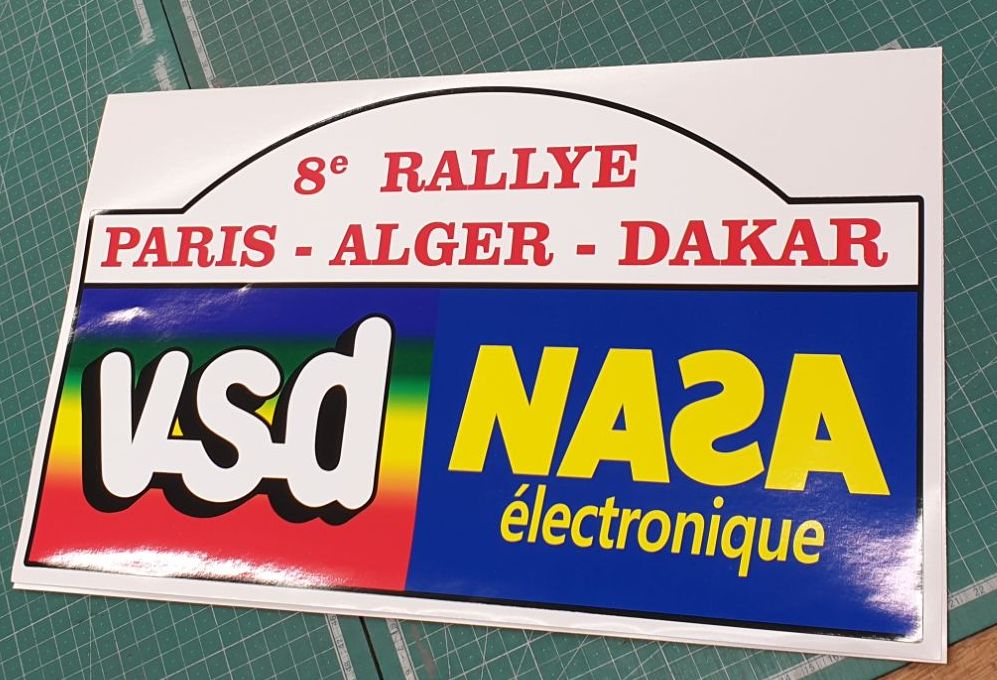 8e RALLYE
PARIS - ALGER - DAKAR
vsd
NASA
électronique